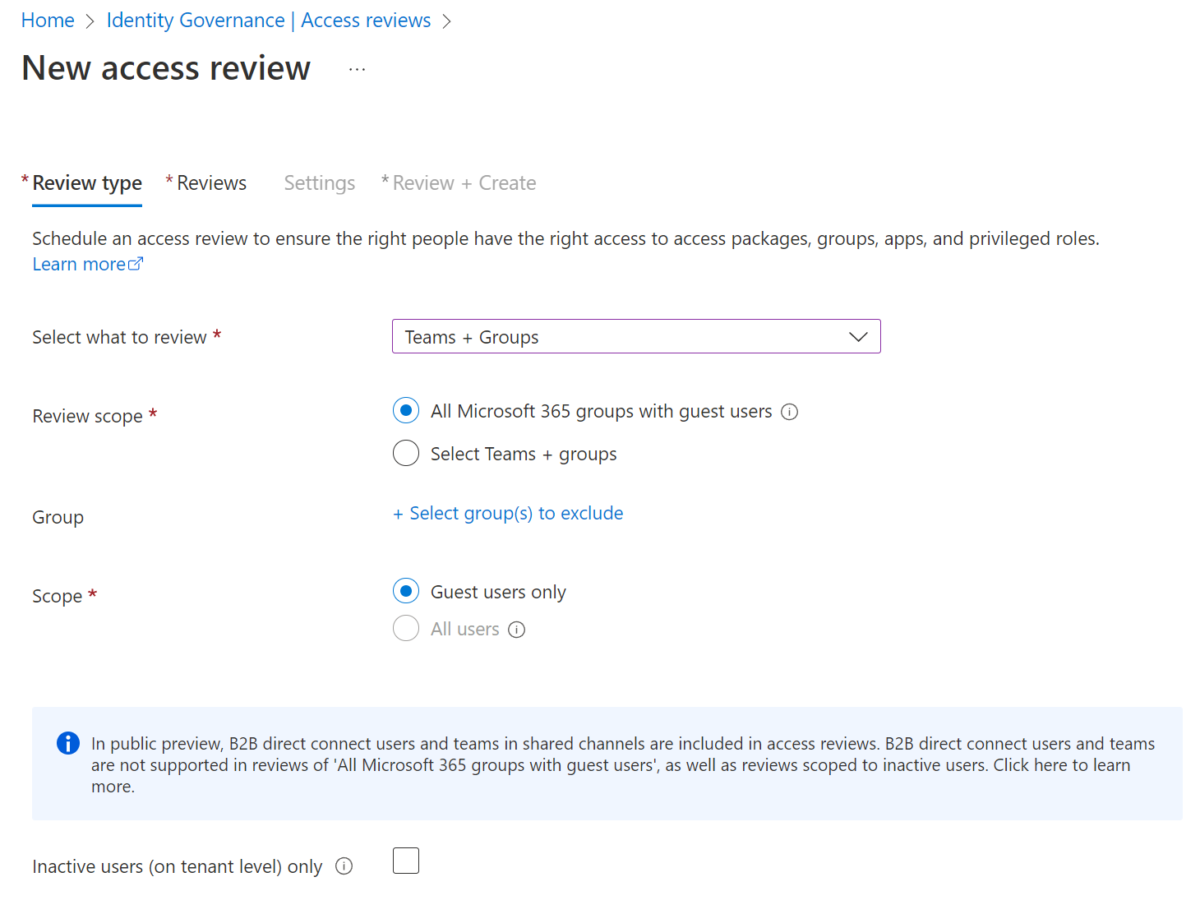 Home > Identity Governance | Access reviews >
New access review ...
* Review type * Reviews Settings * Review + Create
Schedule an access review to ensure the right people have the right access to access packages, groups, apps, and privileged roles.
Learn more
Select what to review * Teams + Groups
Review scope * All Microsoft 365 groups with guest users
Select Teams + groups
Group + Select group(s) to exclude
Scope * Guest users only
All users
In public preview, B2B direct connect users and teams in shared channels are included in access reviews. B2B direct connect users and teams
are not supported in reviews of 'All Microsoft 365 groups with guest users', as well as reviews scoped to inactive users. Click here to learn
more.
Inactive users (on tenant level) only